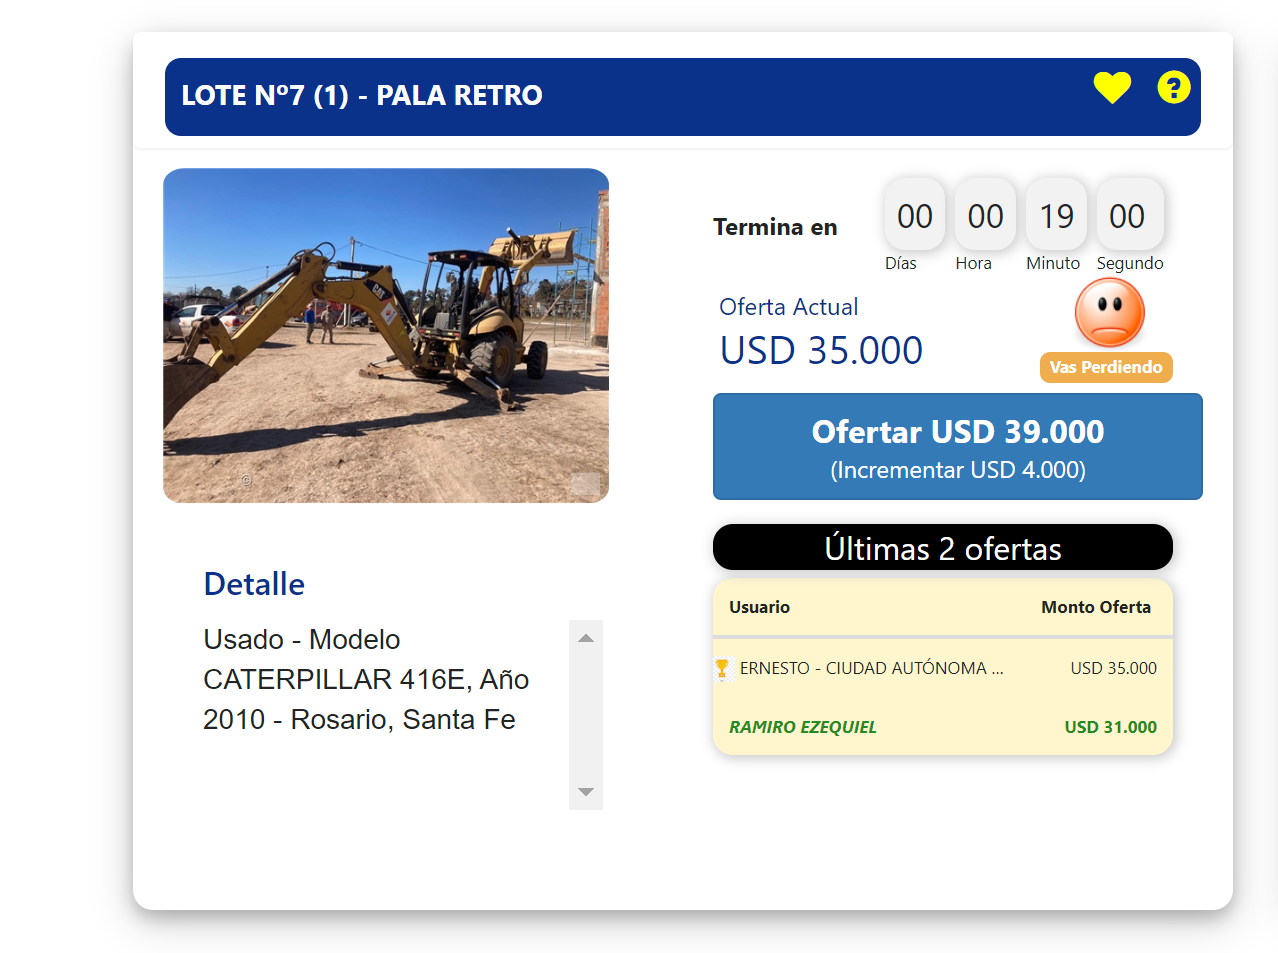 LOTE Nº7 (1) - PALA RETRO
?
CAT
Termina en
00 00 19 00
Días Hora Minuto Segundo
Oferta Actual
USD 35.000
Vas Perdiendo
Ofertar USD 39.000
(Incrementar USD 4.000)
Últimas 2 ofertas
Usuario Monto Oferta
ERNESTO - CIUDAD AUTÓNOMA ... USD 35.000
RAMIRO EZEQUIEL USD 31.000
Detalle
Usado - Modelo
CATERPILLAR 416E, Año
2010 - Rosario, Santa Fe
©